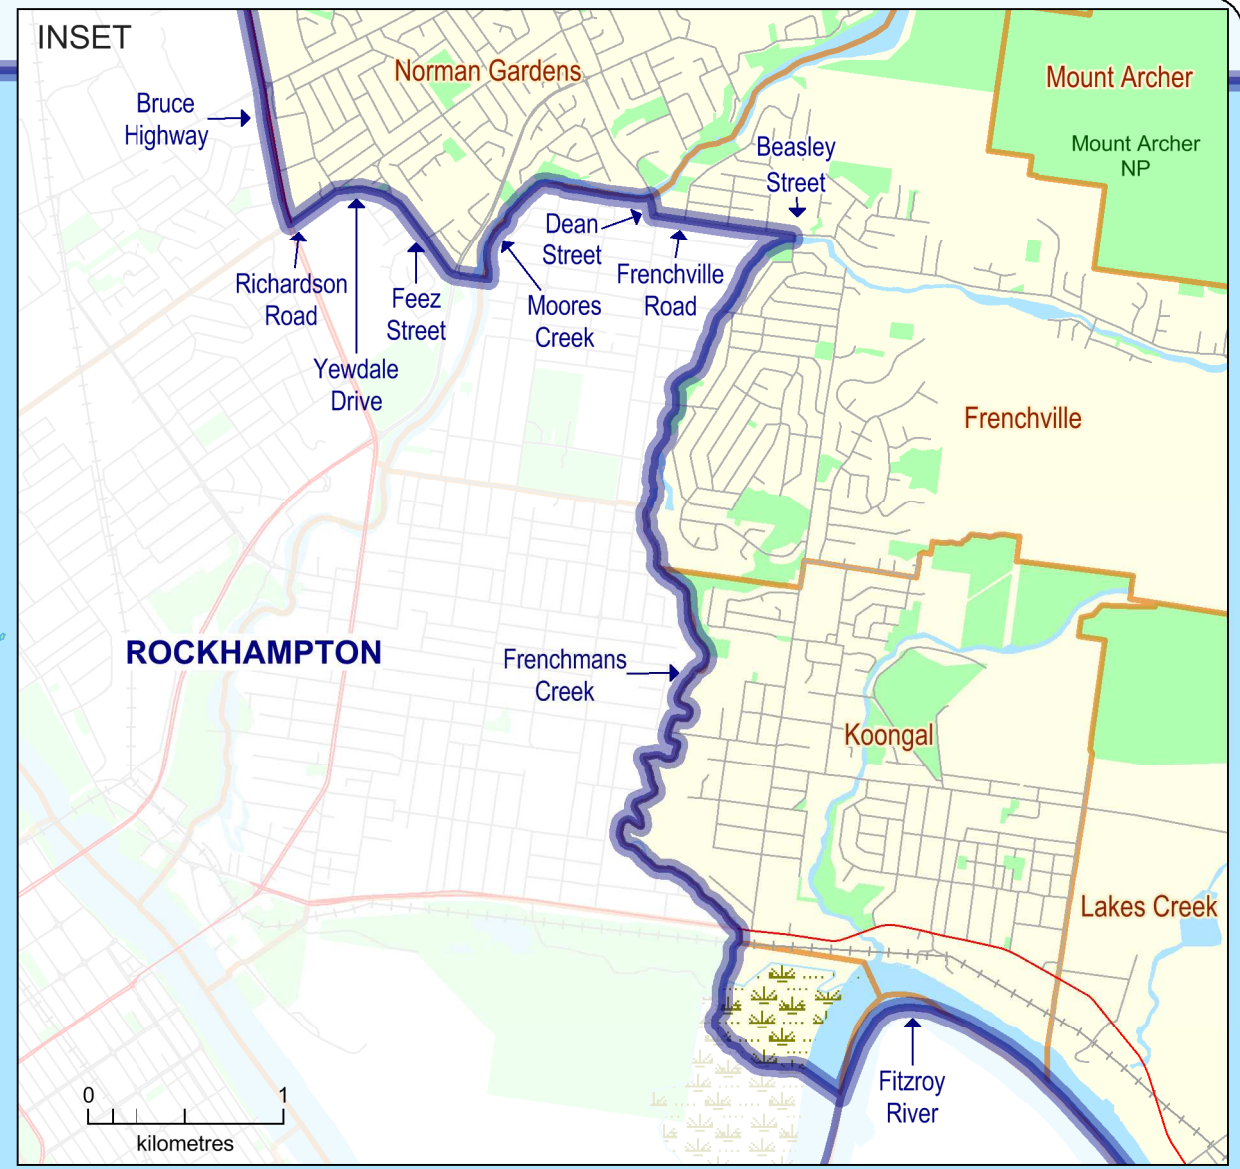 INSET
Norman Gardens
Mount Archer
Bruce
Highway
Mount Archer
NP
Beasley
Street
Dean
Street
Frenchville
Road
Richardson
Road
Feez
Street
Moores
Creek
Yewdale
Drive
Frenchville
ROCKHAMPTON
Frenchmans
Creek
Koongal
Lakes Creek
Fitzroy
River
0 1
kilometres